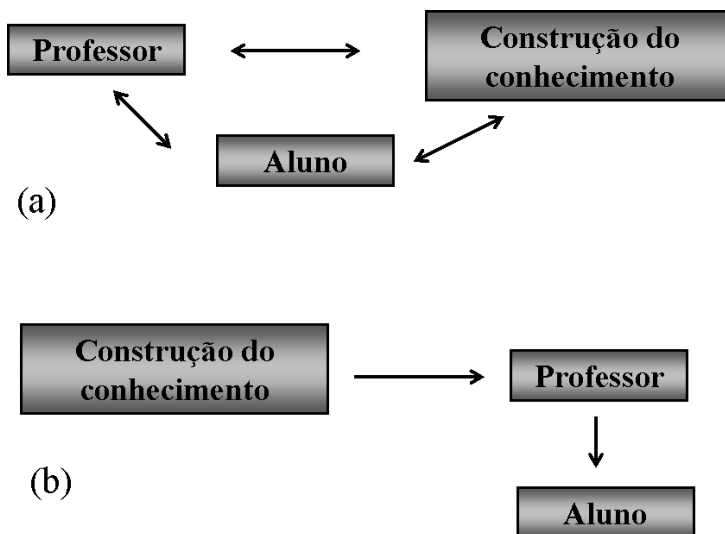 Professor
Construção do
conhecimento
Aluno
(a)
Construção do
conhecimento
Professor
(b)
Aluno